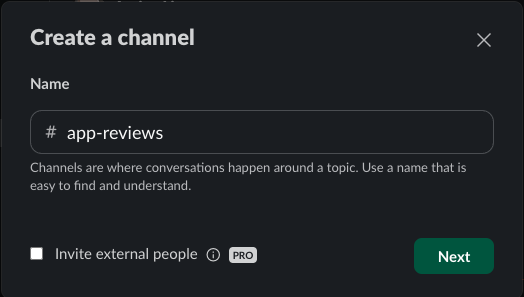 Create a channel
Name
# app-reviews
Channels are where conversations happen around a topic. Use a name that is
easy to find and understand.
Invite external people PRO
Next